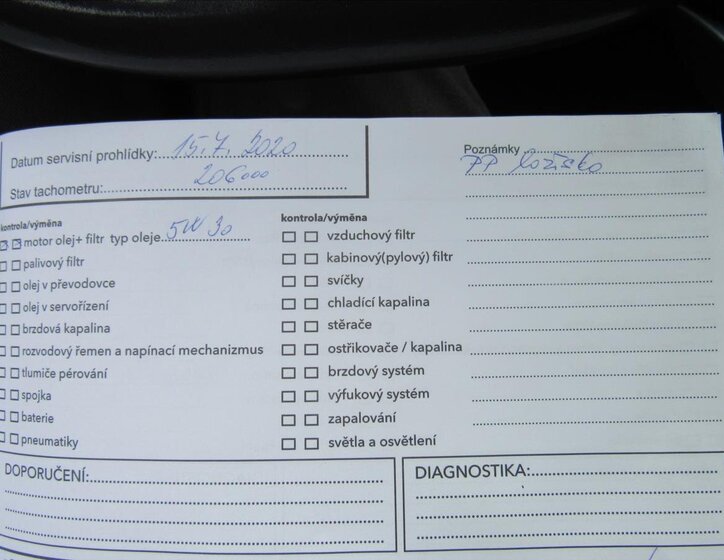 Datum servisní prohlídky: 15.7. 2020
Stav tachometru: 206000
Poznámky
PP ložisko
kontrola/výměna
motor olej+ filtr typ oleje 5W30
palivový filtr
olej v převodovce
olej v servořízení
brzdová kapalina
rozvodový řemen a napínací mechanizmus
tlumiče pérování
spojka
baterie
pneumatiky
kontrola/výměna
vzduchový filtr
kabinový(pylový) filtr
svíčky
chladící kapalina
stěrače
ostřikovače / kapalina
brzdový systém
výfukový systém
zapalování
světla a osvětlení
DOPORUČENÍ:
DIAGNOSTIKA: